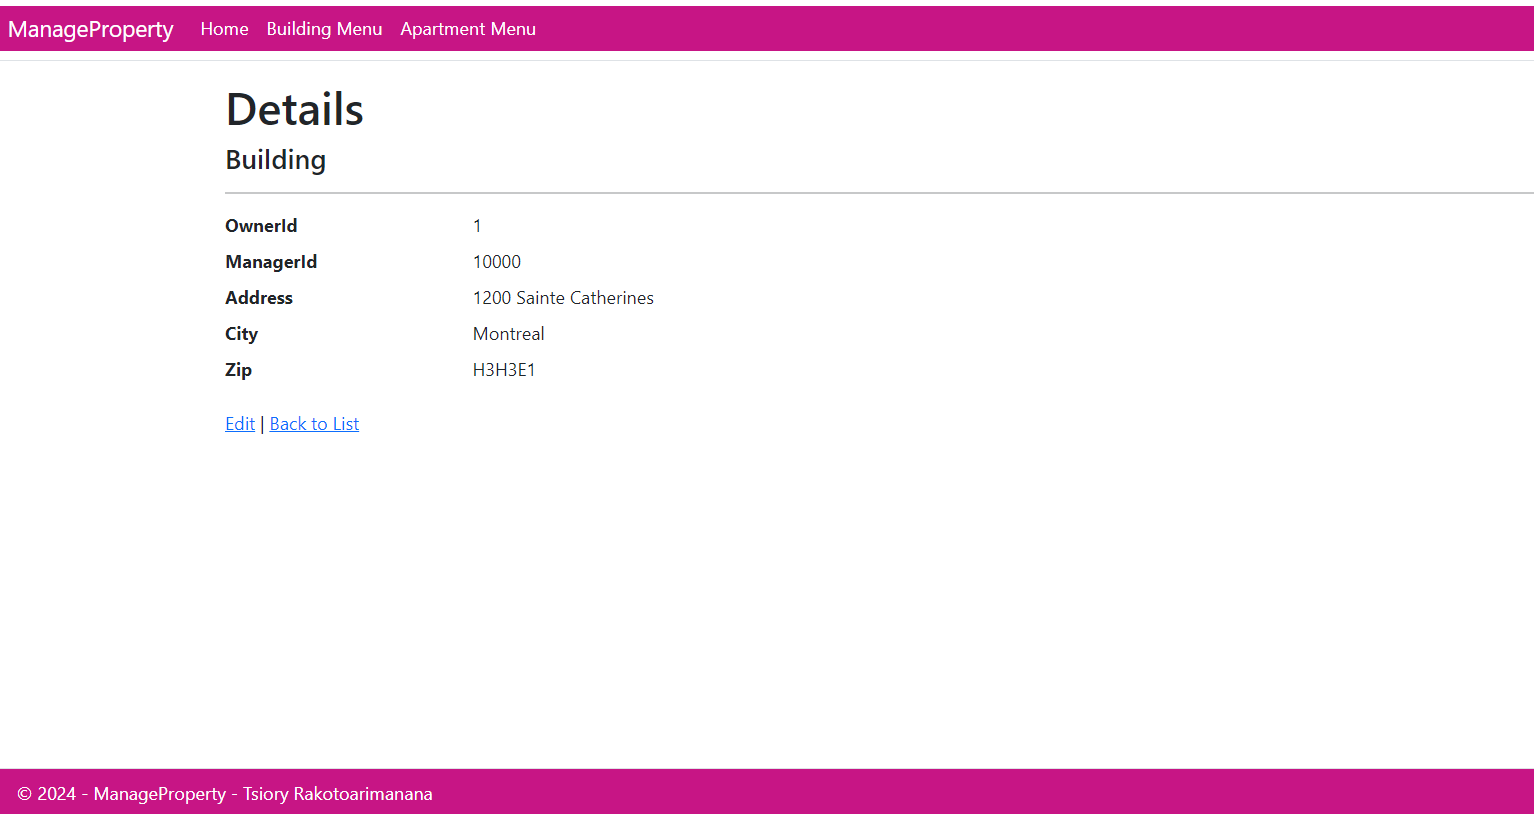 ManageProperty Home Building Menu Apartment Menu
Details
Building
OwnerId 1
ManagerId 10000
Address 1200 Sainte Catherines
City Montreal
Zip H3H3E1
Edit | Back to List
© 2024 - ManageProperty - Tsiory Rakotoarimanana